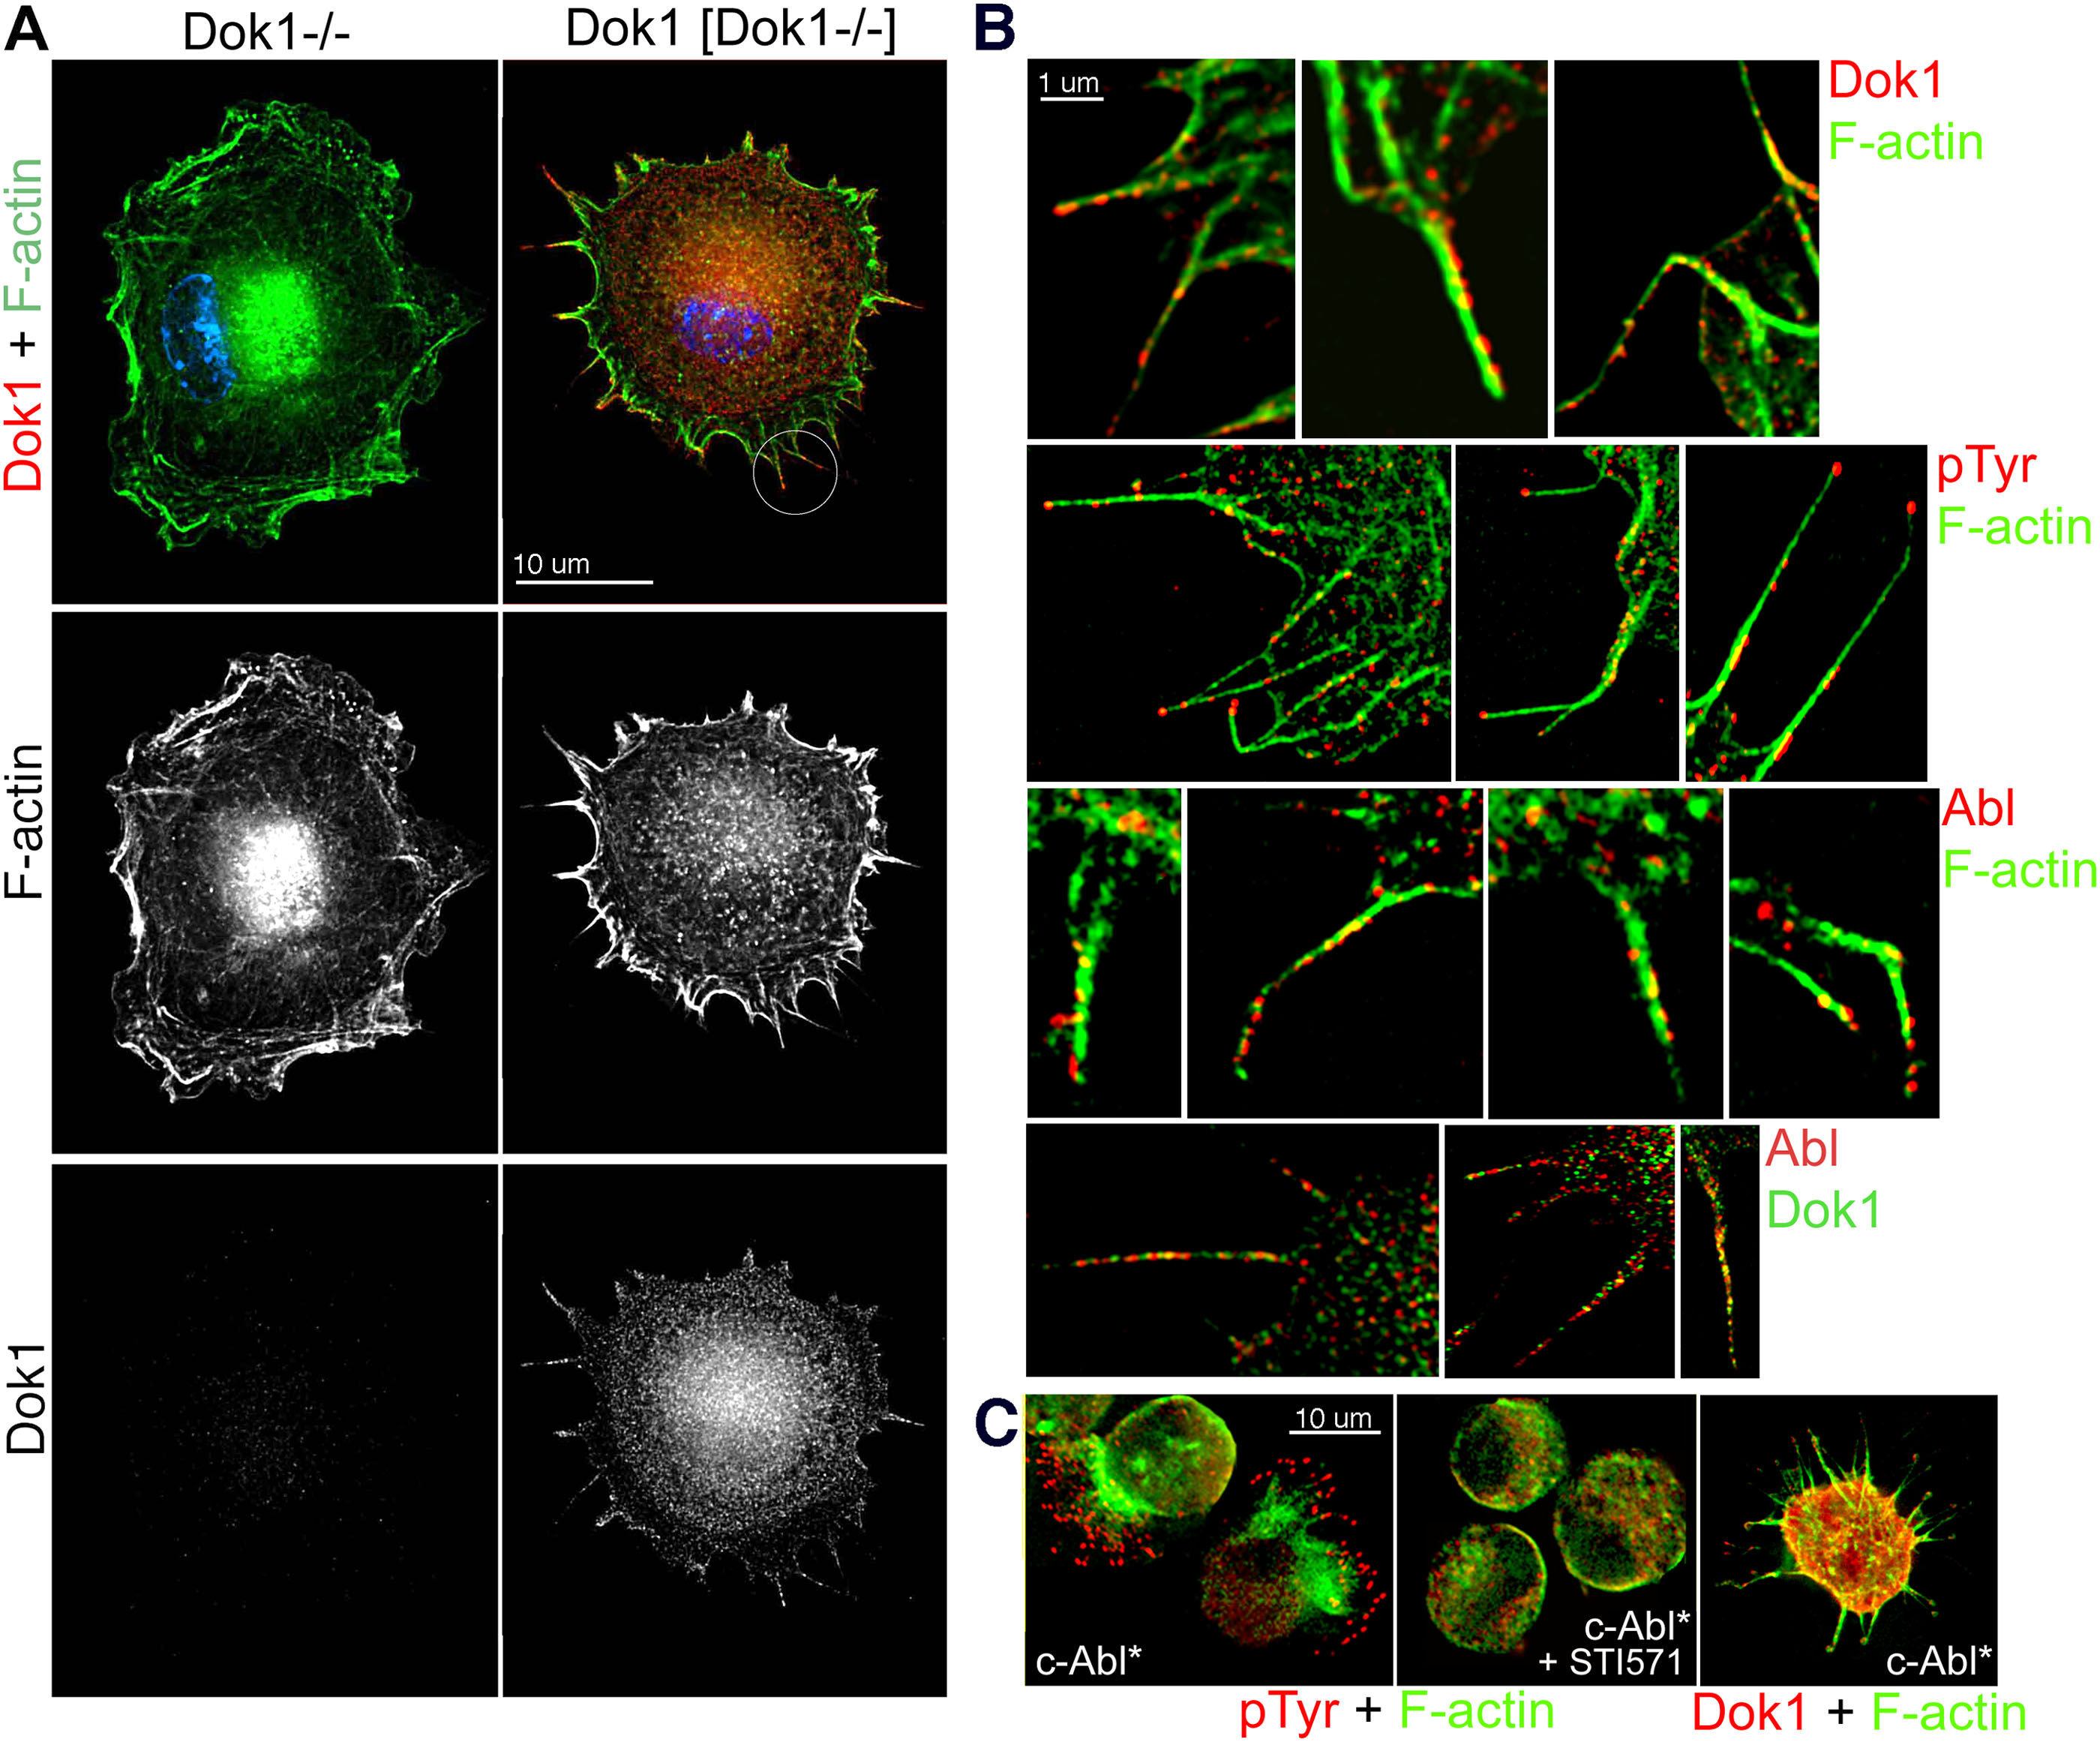 A
Dok1-/-
Dok1 [Dok1-/-]
Dok1 + F-actin
10 um
F-actin
Dok1
B
1 um
Dok1
F-actin
pTyr
F-actin
Abl
F-actin
Abl
Dok1
C
10 um
c-Abl*
c-Abl*
+ STI571
c-Abl*
pTyr + F-actin
Dok1 + F-actin